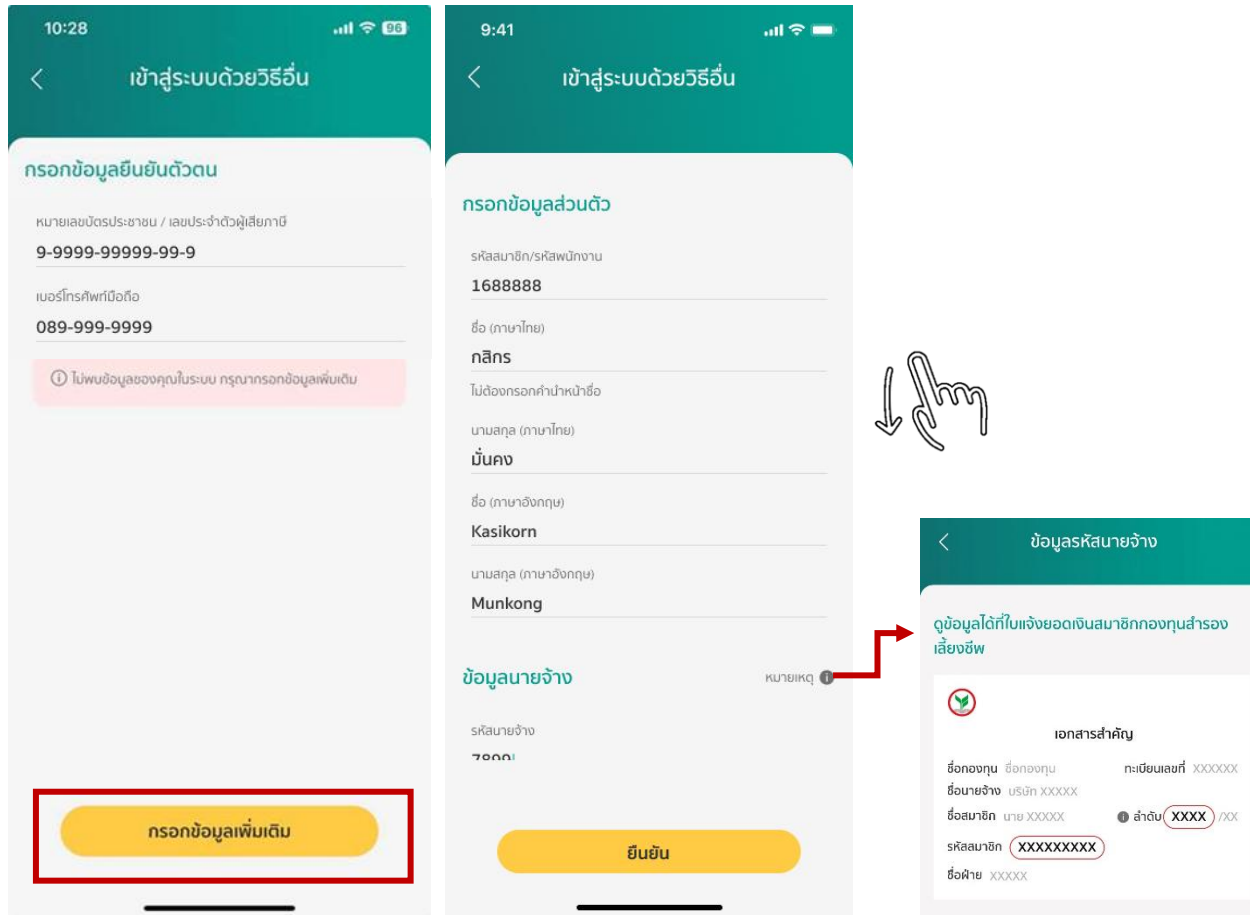 10:28
96
เข้าสู่ระบบด้วยวิธีอื่น
กรอกข้อมูลยืนยันตัวตน
หมายเลขบัตรประชาชน / เลขประจำตัวผู้เสียภาษี
9-9999-99999-99-9
เบอร์โทรศัพท์มือถือ
089-999-9999
ไม่พบข้อมูลของคุณในระบบ กรุณากรอกข้อมูลเพิ่มเติม
กรอกข้อมูลเพิ่มเติม
9:41
เข้าสู่ระบบด้วยวิธีอื่น
กรอกข้อมูลส่วนตัว
รหัสสมาชิก/รหัสพนักงาน
1688888
ชื่อ (ภาษาไทย)
กสิกร
ไม่ต้องกรอกคำนำหน้าชื่อ
นามสกุล (ภาษาไทย)
มั่นคง
ชื่อ (ภาษาอังกฤษ)
Kasikorn
นามสกุล (ภาษาอังกฤษ)
Munkong
ข้อมูลนายจ้าง หมายเหตุ
รหัสนายจ้าง
7899
ยืนยัน
ข้อมูลรหัสนายจ้าง
ดูข้อมูลได้ที่ใบแจ้งยอดเงินสมาชิกกองทุนสำรอง
เลี้ยงชีพ
เอกสารสำคัญ
ชื่อกองทุน ชื่อกองทุน ทะเบียนเลขที่ XXXXXX
ชื่อนายจ้าง บริษัท XXXXX
ชื่อสมาชิก นาย XXXXX ลำดับ XXXX /XX
รหัสสมาชิก XXXXXXXXX
ชื่อฝ่าย XXXXX